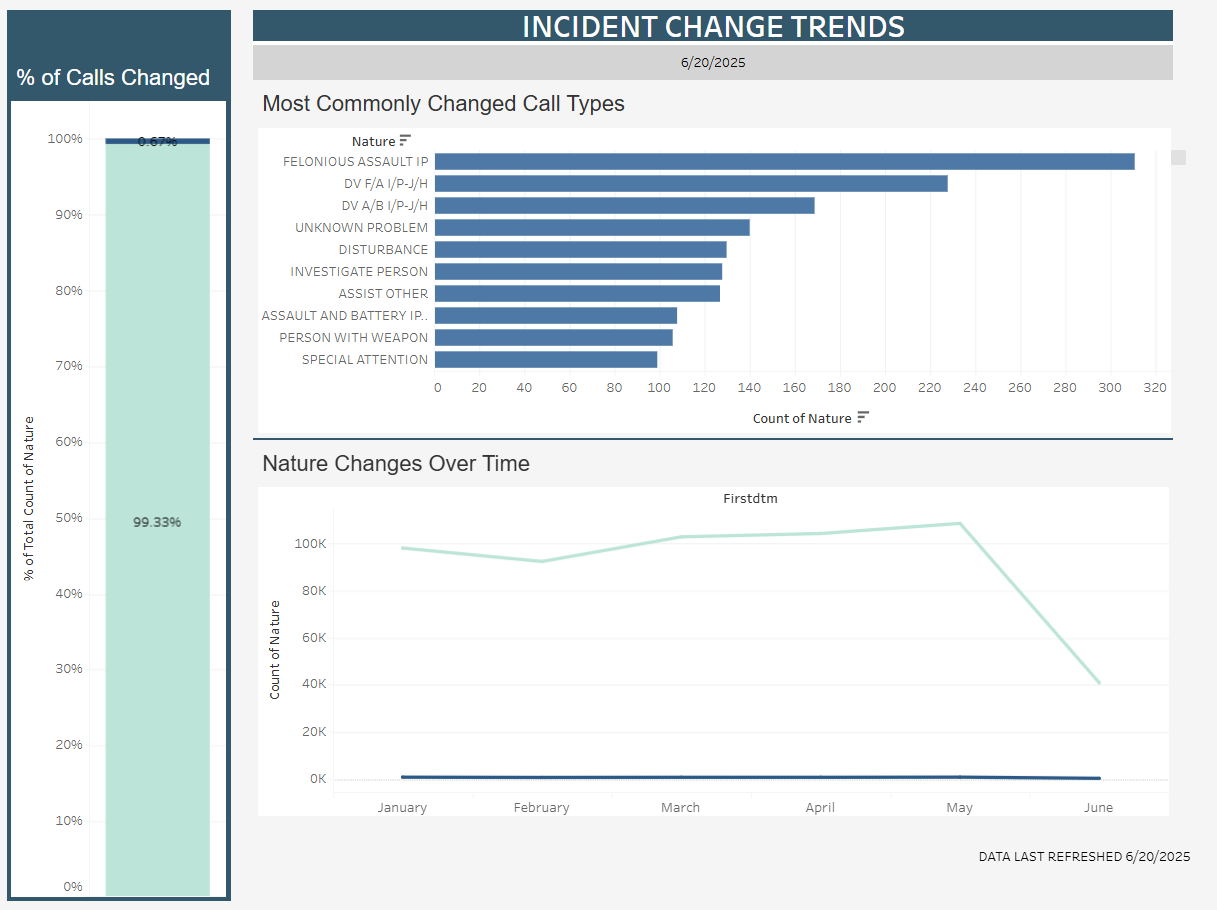 % of Calls Changed
100%
90%
80%
70%
60%
50%
40%
30%
20%
10%
0%
% of Total Count of Nature
0.67%
99.33%
INCIDENT CHANGE TRENDS
6/20/2025
Most Commonly Changed Call Types
Nature
FELONIOUS ASSAULT IP
DV F/A I/P-J/H
DV A/B I/P-J/H
UNKNOWN PROBLEM
DISTURBANCE
INVESTIGATE PERSON
ASSIST OTHER
ASSAULT AND BATTERY IP..
PERSON WITH WEAPON
SPECIAL ATTENTION
0 20 40 60 80 100 120 140 160 180 200 220 240 260 280 300 320
Count of Nature
Nature Changes Over Time
Firstdtm
100K
80K
60K
40K
20K
0K
Count of Nature
January February March April May June
DATA LAST REFRESHED 6/20/2025